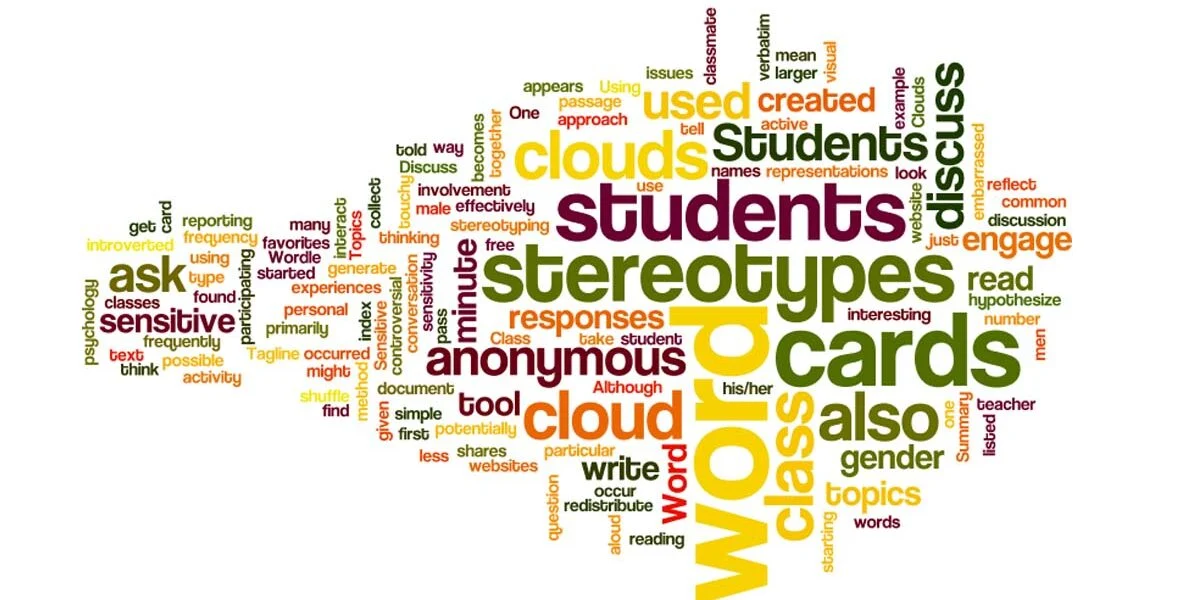 classmate
verbatim
mean
larger
visual
issues
appears
Using
used
created
example
Clouds
discuss
passage
One
approach
tell
active
becomes
together
clouds
Students
told
way
Discuss
names
representations
look
embarrassed
touchy
involvement
use
students
website
reflect
common
male
effectively
discussion
collect
interact
Topics
stereotyping
just
engage
get
card
reporting
many
thinking
introverted
frequency
favorites
minute
free
stereotypes
read
using
Wordle
ask
type
participating
started
generate
conversation
sensitivity
hypothesize
psychology
classes
found
experiences
controversial
sensitive
personal
index
Sensitive
pass
responses
word
interesting
number
men
frequently
primarily
Class
take
student
cards
text
possible
Tagline
occurred
anonymous
think
activity
might
method
document
Although
his/her
shuffle
find
given
simple
tool
cloud
class
also
one
Summary
teacher
listed
first
potentially
less
shares
particular
Word
gender
websites
write
topics
question
occur
redistribute
words
aloud
reading
starting